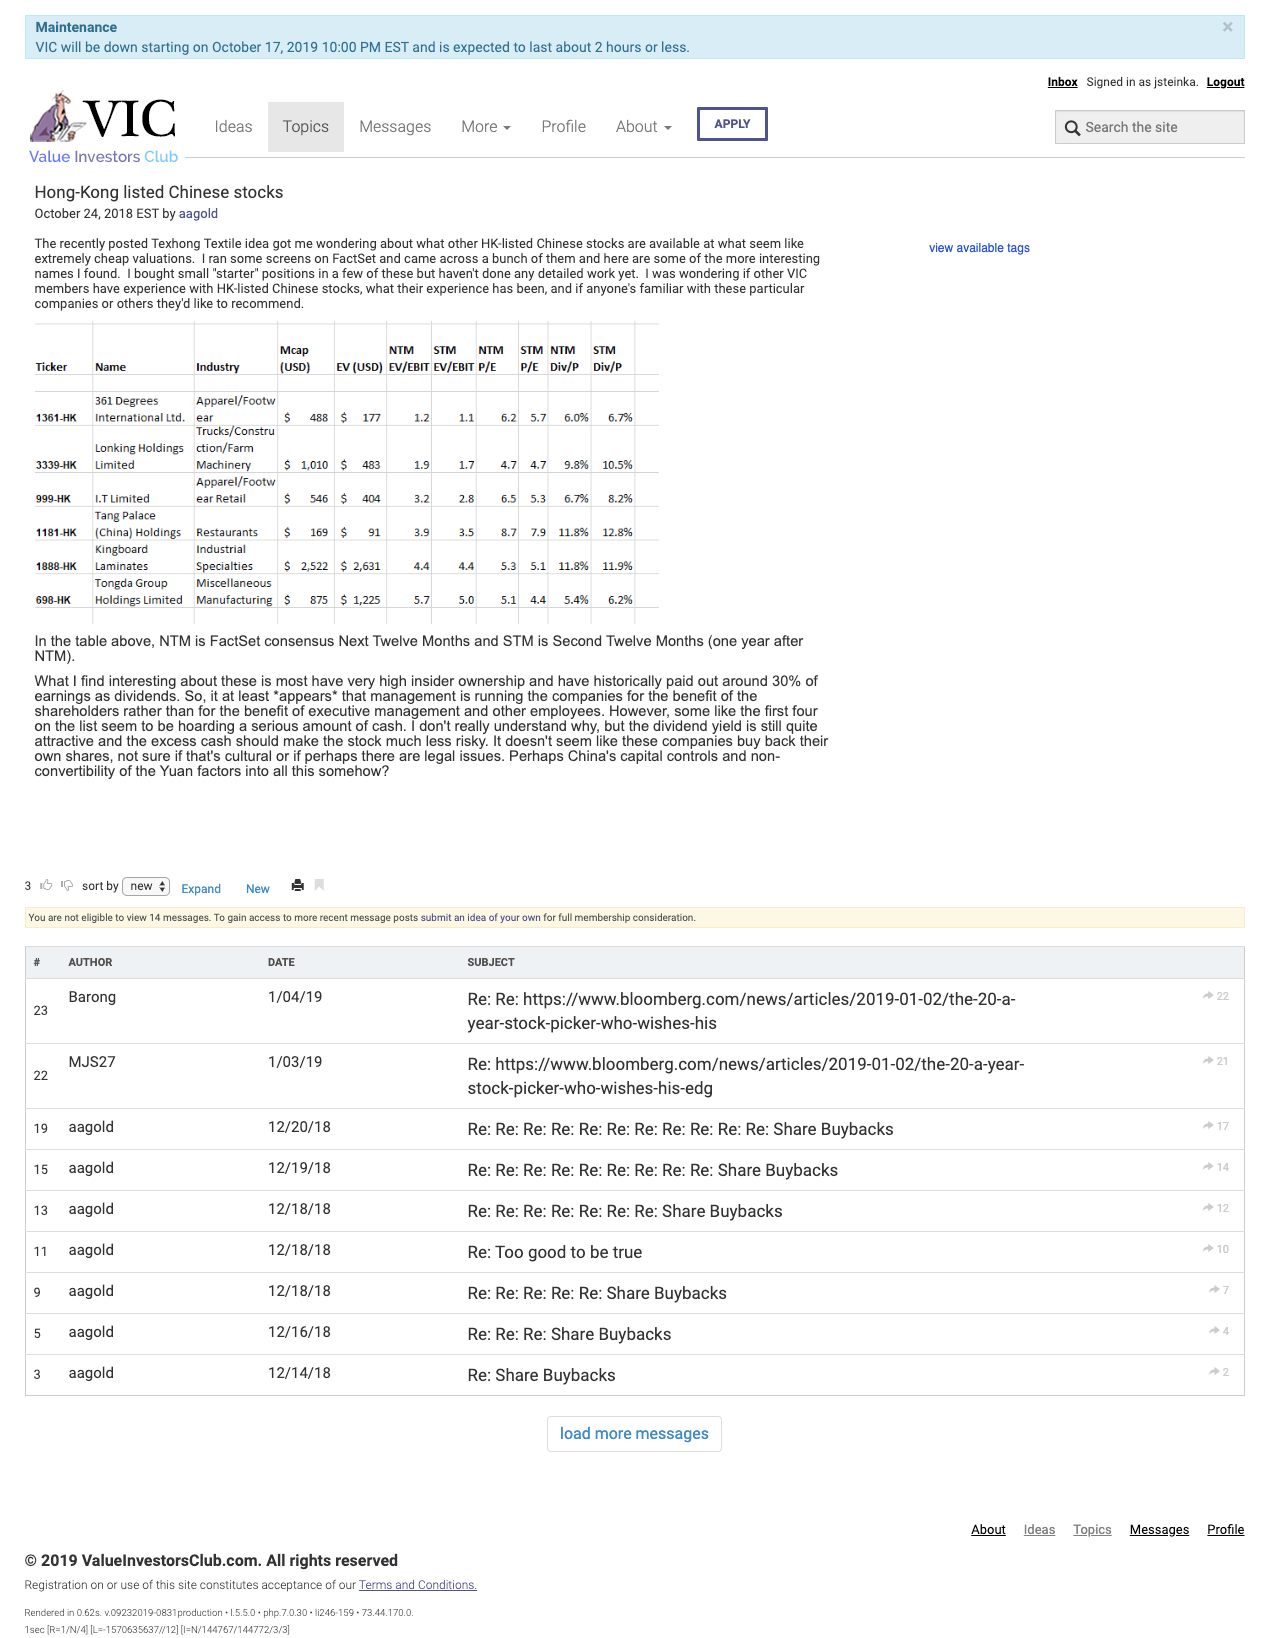 Maintenance
×
VIC will be down starting on October 17, 2019 10:00 PM EST and is expected to last about 2 hours or less.
Inbox Signed in as jsteinka. Logout
VIC
Value Investors Club
Ideas Topics Messages More Profile About APPLY Search the site
Hong-Kong listed Chinese stocks
October 24, 2018 EST by aagold
The recently posted Texhong Textile idea got me wondering about what other HK-listed Chinese stocks are available at what seem like
extremely cheap valuations. I ran some screens on FactSet and came across a bunch of them and here are some of the more interesting
names I found. I bought small "starter" positions in a few of these but haven't done any detailed work yet. I was wondering if other VIC
members have experience with HK-listed Chinese stocks, what their experience has been, and if anyone's familiar with these particular
companies or others they'd like to recommend.
view available tags
Mcap NTM STM NTM STM NTM STM
Ticker Name Industry (USD) EV (USD) EV/EBIT EV/EBIT P/E P/E Div/P Div/P
361 Degrees Apparel/Footw
1361-HK International Ltd. ear $ 488 $ 177 1.2 1.1 6.2 5.7 6.0% 6.7%
Trucks/Constru
Lonking Holdings ction/Farm
3339-HK Limited Machinery $ 1,010 $ 483 1.9 1.7 4.7 4.7 9.8% 10.5%
Apparel/Footw
999-HK I.T Limited ear Retail $ 546 $ 404 3.2 2.8 6.5 5.3 6.7% 8.2%
Tang Palace
1181-HK (China) Holdings Restaurants $ 169 $ 91 3.9 3.5 8.7 7.9 11.8% 12.8%
Kingboard Industrial
1888-HK Laminates Specialties $ 2,522 $ 2,631 4.4 4.4 5.3 5.1 11.8% 11.9%
Tongda Group Miscellaneous
698-HK Holdings Limited Manufacturing $ 875 $ 1,225 5.7 5.0 5.1 4.4 5.4% 6.2%
In the table above, NTM is FactSet consensus Next Twelve Months and STM is Second Twelve Months (one year after
NTM).
What I find interesting about these is most have very high insider ownership and have historically paid out around 30% of
earnings as dividends. So, it at least *appears* that management is running the companies for the benefit of the
shareholders rather than for the benefit of executive management and other employees. However, some like the first four
on the list seem to be hoarding a serious amount of cash. I don't really understand why, but the dividend yield is still quite
attractive and the excess cash should make the stock much less risky. It doesn't seem like these companies buy back their
own shares, not sure if that's cultural or if perhaps there are legal issues. Perhaps China's capital controls and non-
convertibility of the Yuan factors into all this somehow?
3 sort by new Expand New
You are not eligible to view 14 messages. To gain access to more recent message posts submit an idea of your own for full membership consideration.
# AUTHOR DATE SUBJECT
23 Barong 1/04/19 Re: Re: https://www.bloomberg.com/news/articles/2019-01-02/the-20-a- 22
year-stock-picker-who-wishes-his
22 MJS27 1/03/19 Re: https://www.bloomberg.com/news/articles/2019-01-02/the-20-a-year- 21
stock-picker-who-wishes-his-edg
19 aagold 12/20/18 Re: Re: Re: Re: Re: Re: Re: Re: Re: Re: Re: Share Buybacks 17
15 aagold 12/19/18 Re: Re: Re: Re: Re: Re: Re: Re: Re: Share Buybacks 14
13 aagold 12/18/18 Re: Re: Re: Re: Re: Re: Re: Share Buybacks 12
11 aagold 12/18/18 Re: Too good to be true 10
9 aagold 12/18/18 Re: Re: Re: Re: Re: Share Buybacks 7
5 aagold 12/16/18 Re: Re: Re: Share Buybacks 4
3 aagold 12/14/18 Re: Share Buybacks 2
load more messages
About Ideas Topics Messages Profile
© 2019 ValueInvestorsClub.com. All rights reserved
Registration on or use of this site constitutes acceptance of our Terms and Conditions.
Rendered in 0.62s. v.09232019-0831production • l.5.5.0 • php.7.0.30 • li246-159 • 73.44.170.0.
1sec [R=1/N/4] [L=-1570635637//12] [I=N/144767/144772/3/3]